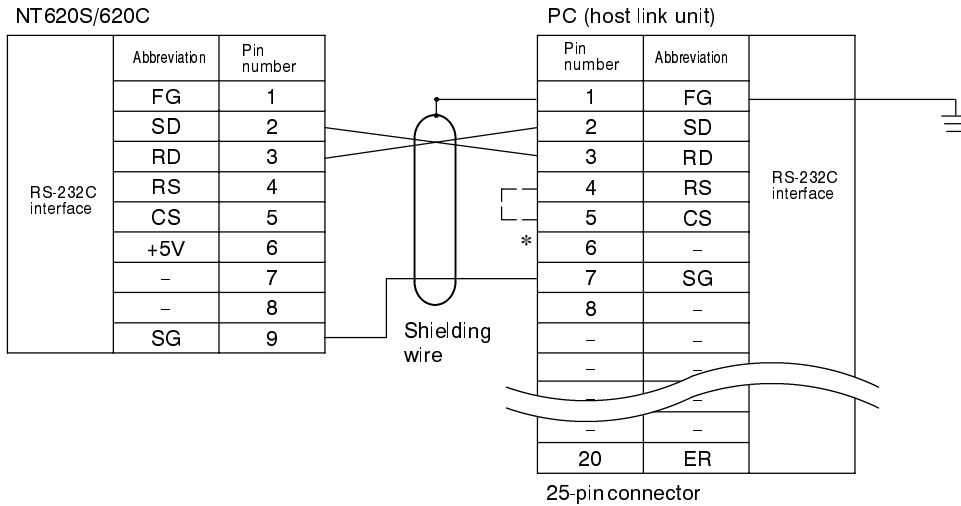 NT620S/620C
Abbreviation Pin number
FG 1
SD 2
RD 3
RS 4
CS 5
+5V 6
– 7
– 8
SG 9
RS-232C
interface
Shielding
wire
PC (host link unit)
Pin number Abbreviation
1 FG
2 SD
3 RD
4 RS
5 CS
* 6 –
7 SG
8 –
– –
– –
– –
– –
20 ER
RS-232C
interface
25-pin connector